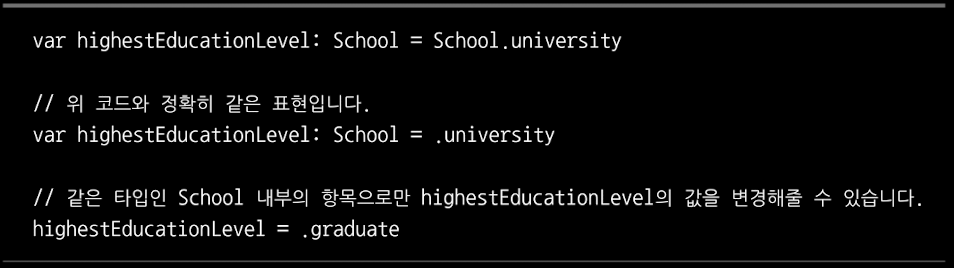 var highestEducationLevel: School = School.university
// 위 코드와 정확히 같은 표현입니다.
var highestEducationLevel: School = .university
// 같은 타입인 School 내부의 항목으로만 highestEducationLevel의 값을 변경해줄 수 있습니다.
highestEducationLevel = .graduate